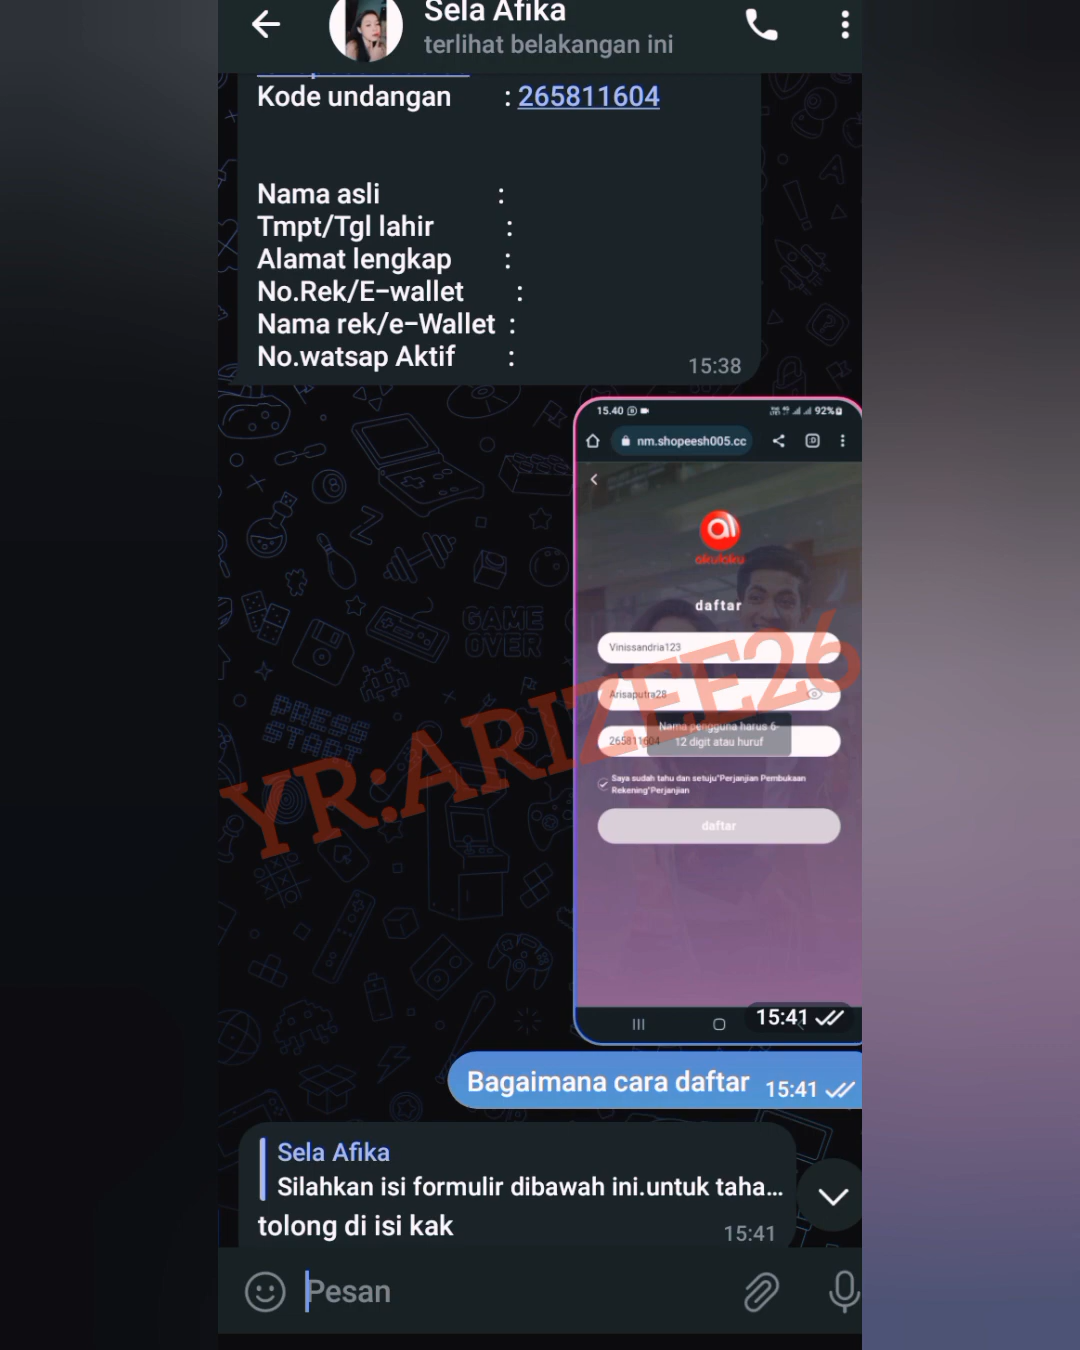 Sela Afika
terlihat belakangan ini
Kode undangan : 265811604
Nama asli :
Tmpt/Tgl lahir :
Alamat lengkap :
No.Rek/E-wallet :
Nama rek/e-Wallet :
No.watsap Aktif :
15:38
15.40 92%
nm.shopeesh005.cc
akulaku
daftar
Vinissandria123
Arisaputra28
265811604
Nama pengguna harus 6-
12 digit atau huruf
Saya sudah tahu dan setuju"Perjanjian Pembukaan
Rekening"Perjanjian
daftar
15:41
YR:ARIZEE26
GAME
OVER
PRESS
START
Bagaimana cara daftar 15:41
Sela Afika
Silahkan isi formulir dibawah ini.untuk taha...
tolong di isi kak
15:41
Pesan